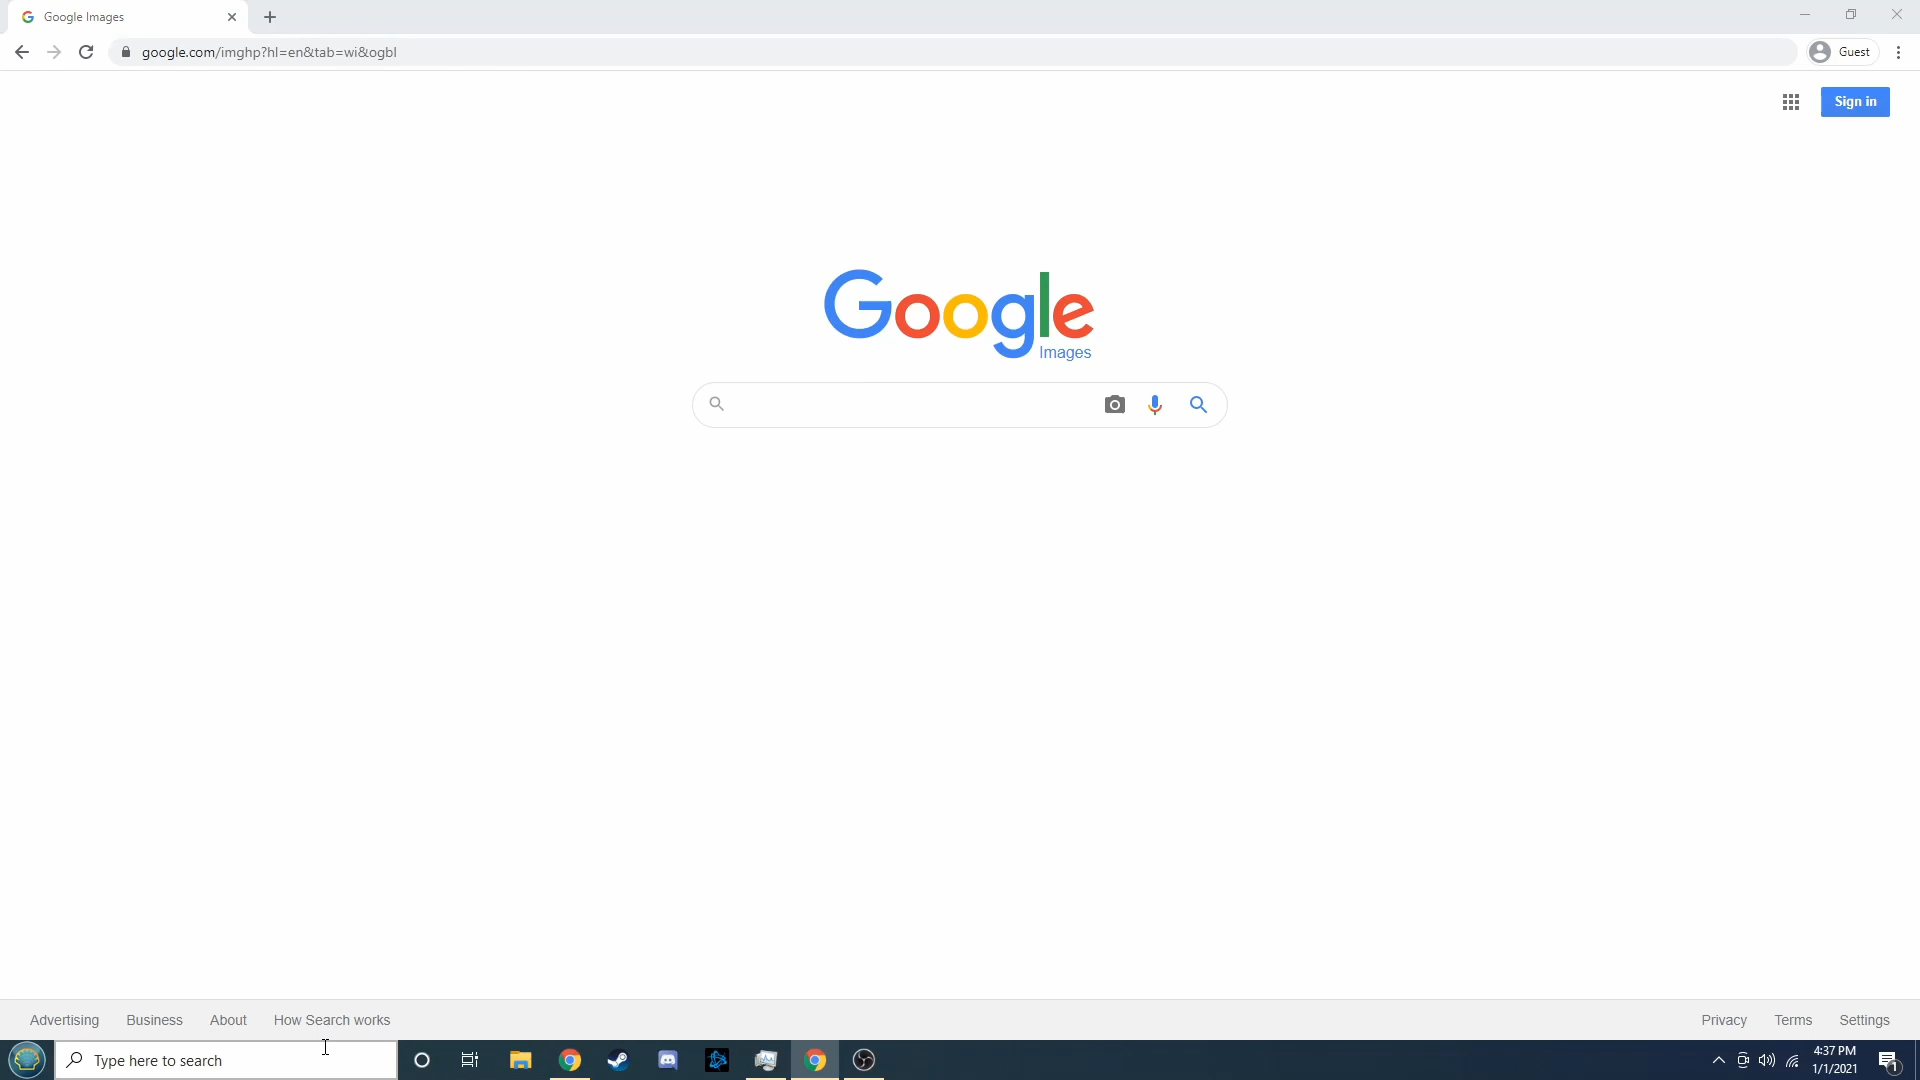 Google Images
google.com/imghp?hl=en&tab=wi&ogbl
Guest
Sign in
Google
Images
Advertising
Business
About
How Search works
Privacy
Terms
Settings
Type here to search
4:37 PM
1/1/2021
1